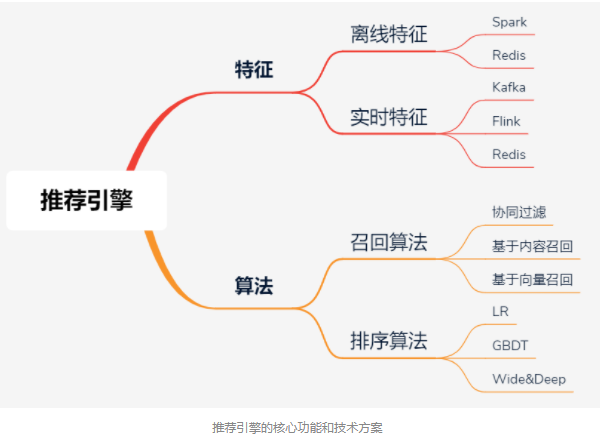 推荐引擎
特征
离线特征
Spark
Redis
实时特征
Kafka
Flink
Redis
算法
召回算法
协同过滤
基于内容召回
基于向量召回
排序算法
LR
GBDT
Wide&Deep
推荐引擎的核心功能和技术方案